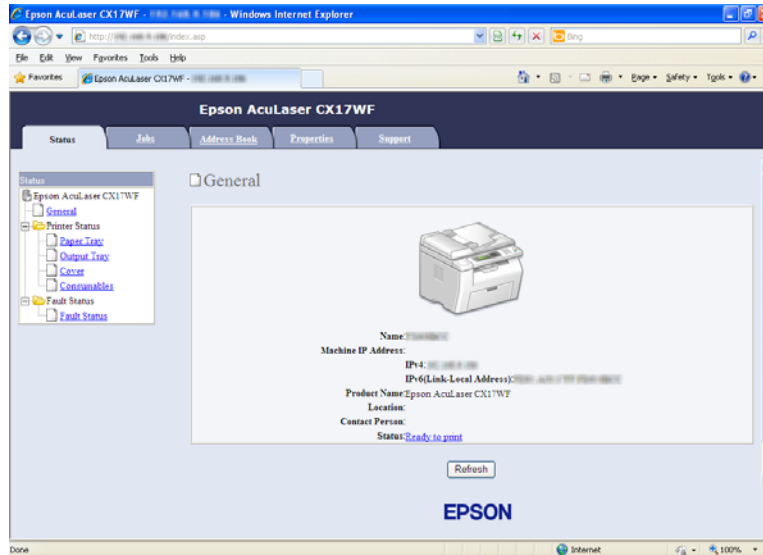 Epson AcuLaser CX17WF - - Windows Internet Explorer
http:// /index.asp
Bing
File Edit View Favorites Tools Help
Favorites Epson AcuLaser CX17WF -
Page Safety Tools
Epson AcuLaser CX17WF
Status Jobs Address Book Properties Support
Status
Epson AcuLaser CX17WF
General
Printer Status
Paper Tray
Output Tray
Cover
Consumables
Fault Status
Fault Status
General
Name:
Machine IP Address:
IPv4:
IPv6(Link-Local Address):
Product Name:Epson AcuLaser CX17WF
Location:
Contact Person:
Status:Ready to print
Refresh
EPSON
Done Internet 100%